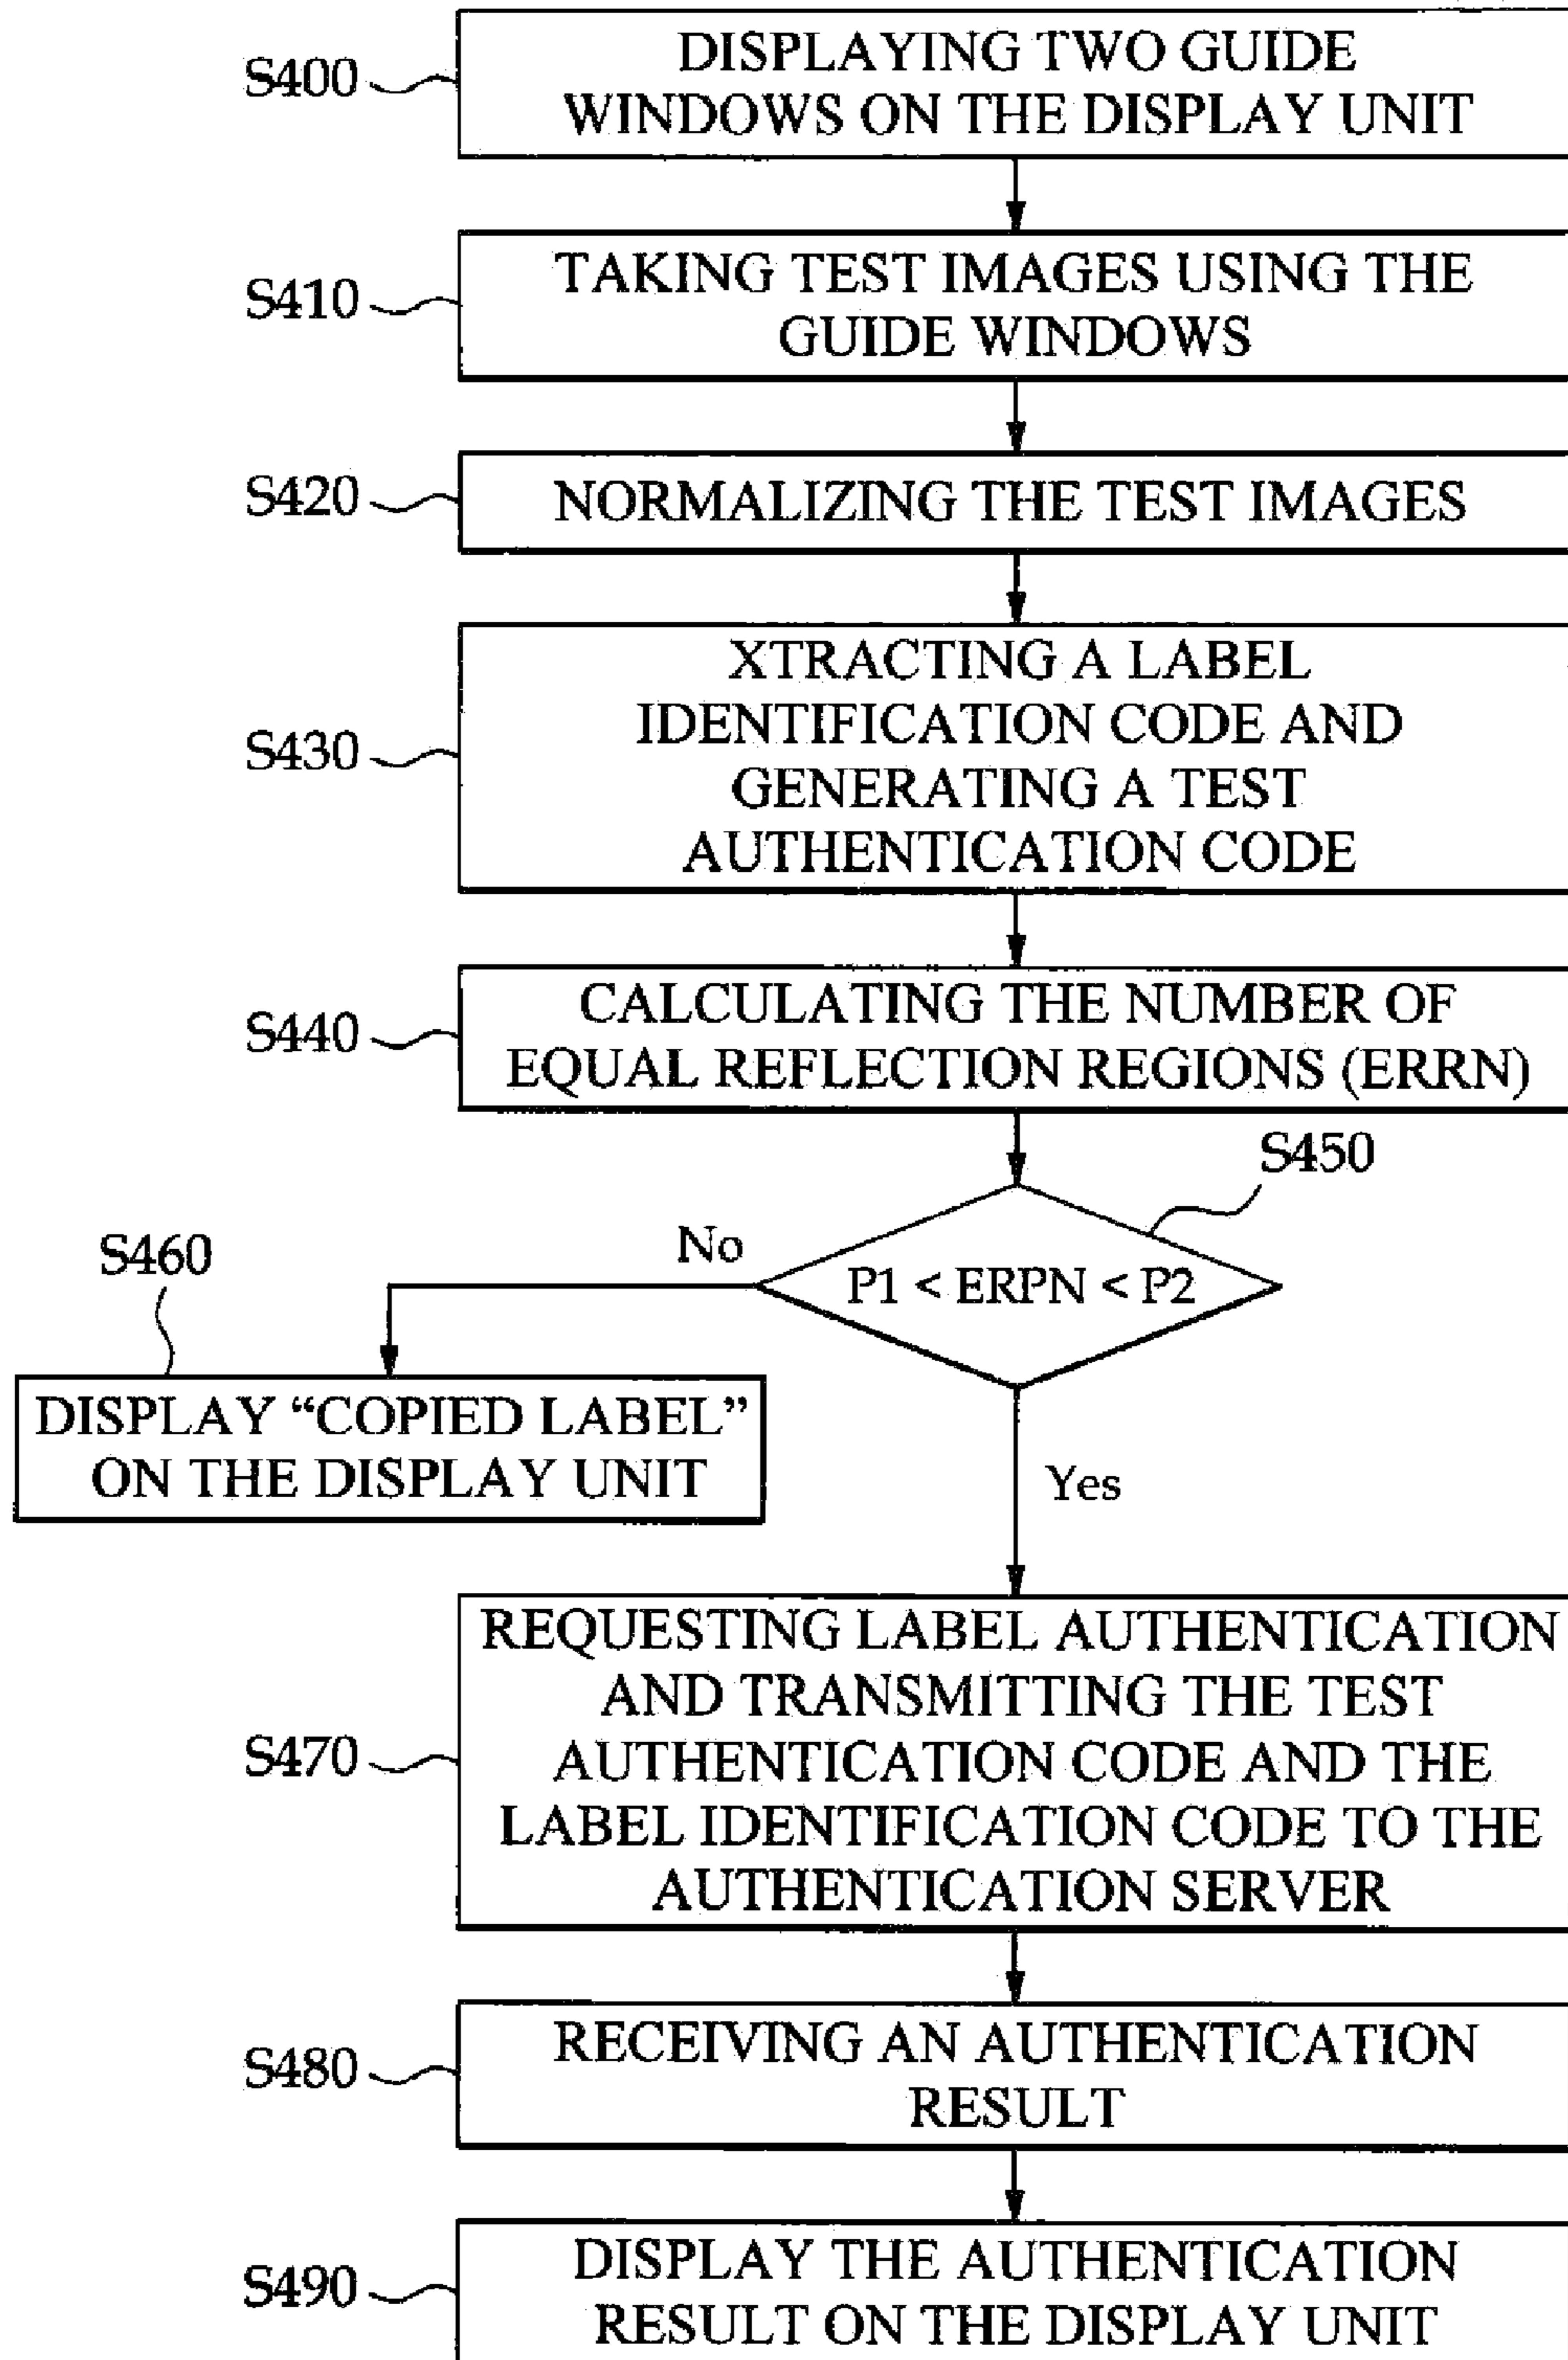 S400
DISPLAYING TWO GUIDE
WINDOWS ON THE DISPLAY UNIT
S410
TAKING TEST IMAGES USING THE
GUIDE WINDOWS
S420
NORMALIZING THE TEST IMAGES
S430
XTRACTING A LABEL
IDENTIFICATION CODE AND
GENERATING A TEST
AUTHENTICATION CODE
S440
CALCULATING THE NUMBER OF
EQUAL REFLECTION REGIONS (ERRN)
S450
P1 < ERPN < P2
No
S460
DISPLAY “COPIED LABEL”
ON THE DISPLAY UNIT
Yes
S470
REQUESTING LABEL AUTHENTICATION
AND TRANSMITTING THE TEST
AUTHENTICATION CODE AND THE
LABEL IDENTIFICATION CODE TO THE
AUTHENTICATION SERVER
S480
RECEIVING AN AUTHENTICATION
RESULT
S490
DISPLAY THE AUTHENTICATION
RESULT ON THE DISPLAY UNIT